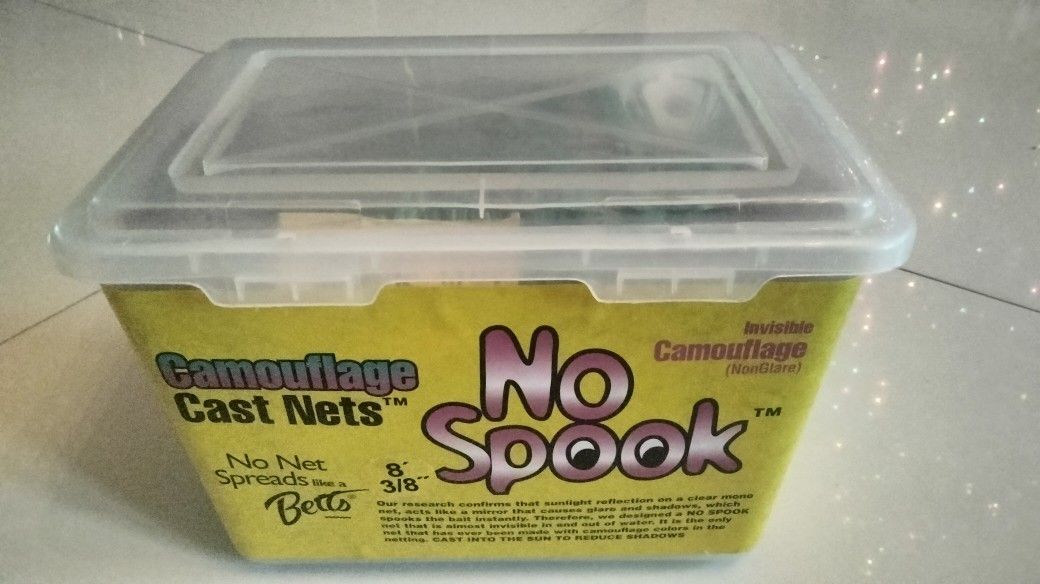 Camouflage
Cast Nets™
No Net
Spreads like a
Betts®
8'
3/8"
No
Spook™
Invisible
Camouflage
(NonGlare)
Our research confirms that sunlight reflection on a clear mono
net, acts like a mirror that causes glare and shadows, which
spooks the bait instantly. Therefore, we designed a NO SPOOK
net that is almost invisible in and out of water. It is the only
net that has ever been made with camouflage colors in the
netting. CAST INTO THE SUN TO REDUCE SHADOWS